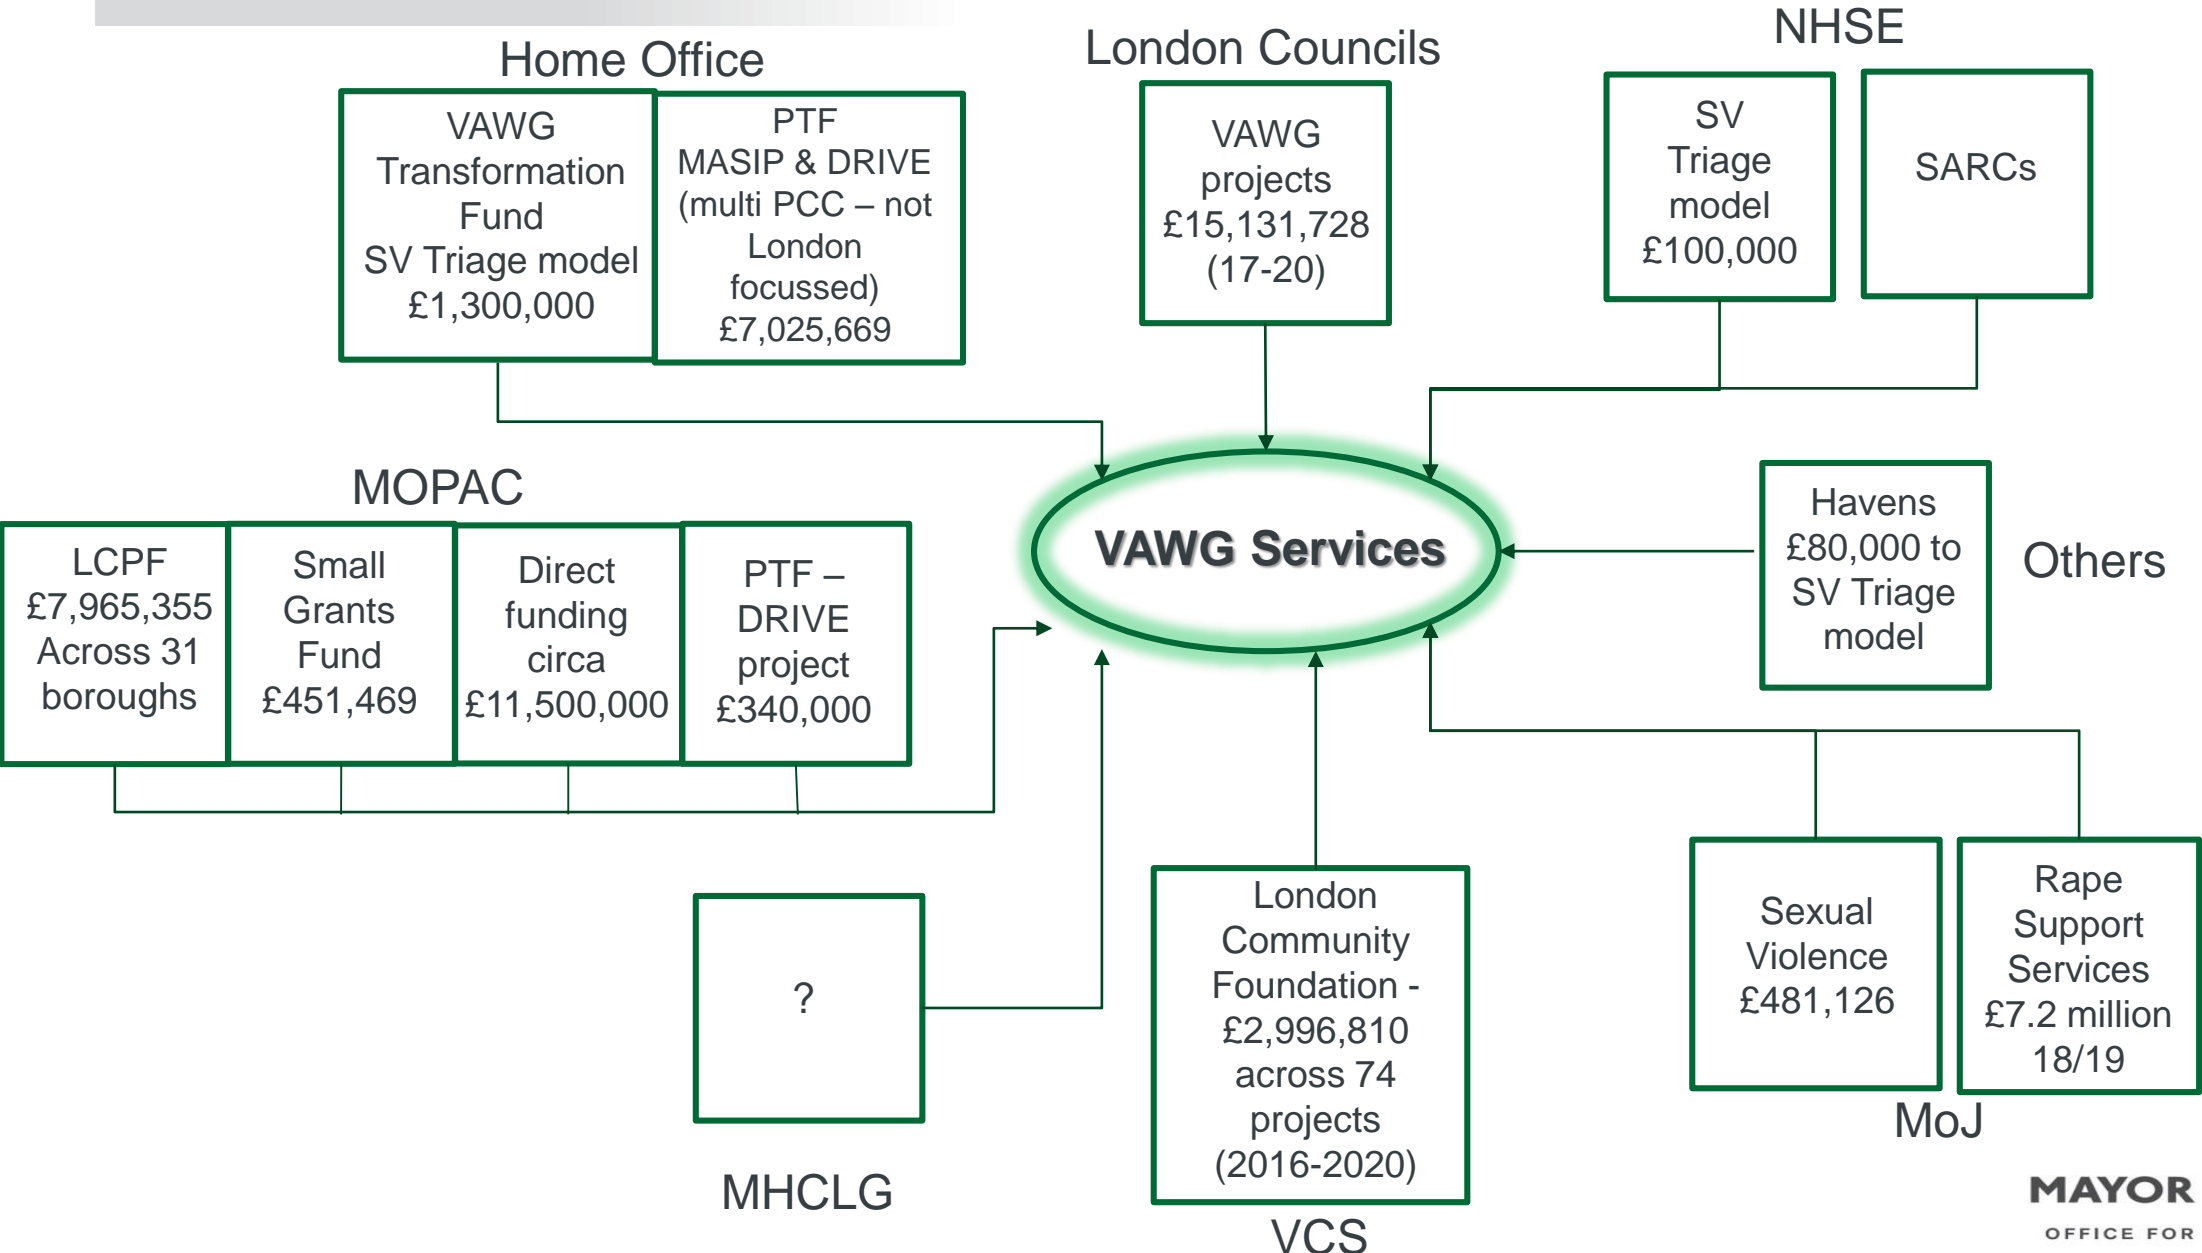 Home Office
VAWG
Transformation
Fund
SV Triage model
£1,300,000
PTF
MASIP & DRIVE
(multi PCC – not
London
focussed)
£7,025,669
London Councils
VAWG
projects
£15,131,728
(17-20)
NHSE
SV
Triage
model
£100,000
SARCs
MOPAC
LCPF
£7,965,355
Across 31
boroughs
Small
Grants
Fund
£451,469
Direct
funding
circa
£11,500,000
PTF –
DRIVE
project
£340,000
VAWG Services
Havens
£80,000 to
SV Triage
model
Others
?
MHCLG
London
Community
Foundation -
£2,996,810
across 74
projects
(2016-2020)
VCS
Sexual
Violence
£481,126
Rape
Support
Services
£7.2 million
18/19
MoJ
MAYOR
OFFICE FOR